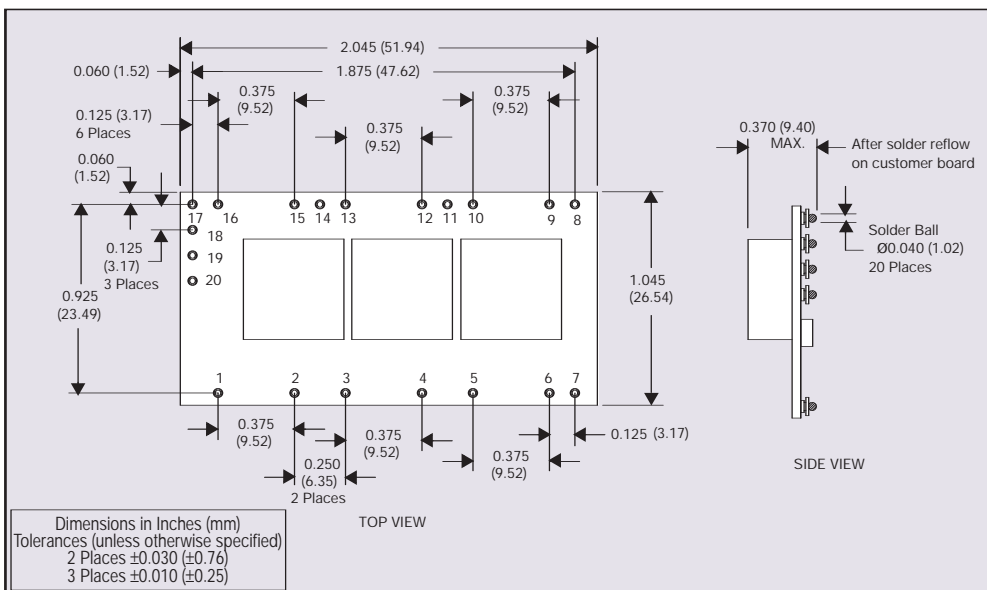 2.045 (51.94)
0.060 (1.52)
1.875 (47.62)
0.375
(9.52)
0.375
(9.52)
0.125 (3.17)
6 Places
0.375
(9.52)
0.060
(1.52)
0.370 (9.40)
MAX.
After solder reflow
on customer board
17 16 15 14 13 12 11 10 9 8
18
19
20
0.125
(3.17)
3 Places
0.925
(23.49)
1.045
(26.54)
Solder Ball
Ø0.040 (1.02)
20 Places
1 2 3 4 5 6 7
0.375
(9.52)
0.250
(6.35)
2 Places
0.375
(9.52)
0.375
(9.52)
0.125 (3.17)
SIDE VIEW
TOP VIEW
Dimensions in Inches (mm)
Tolerances (unless otherwise specified)
2 Places ±0.030 (±0.76)
3 Places ±0.010 (±0.25)